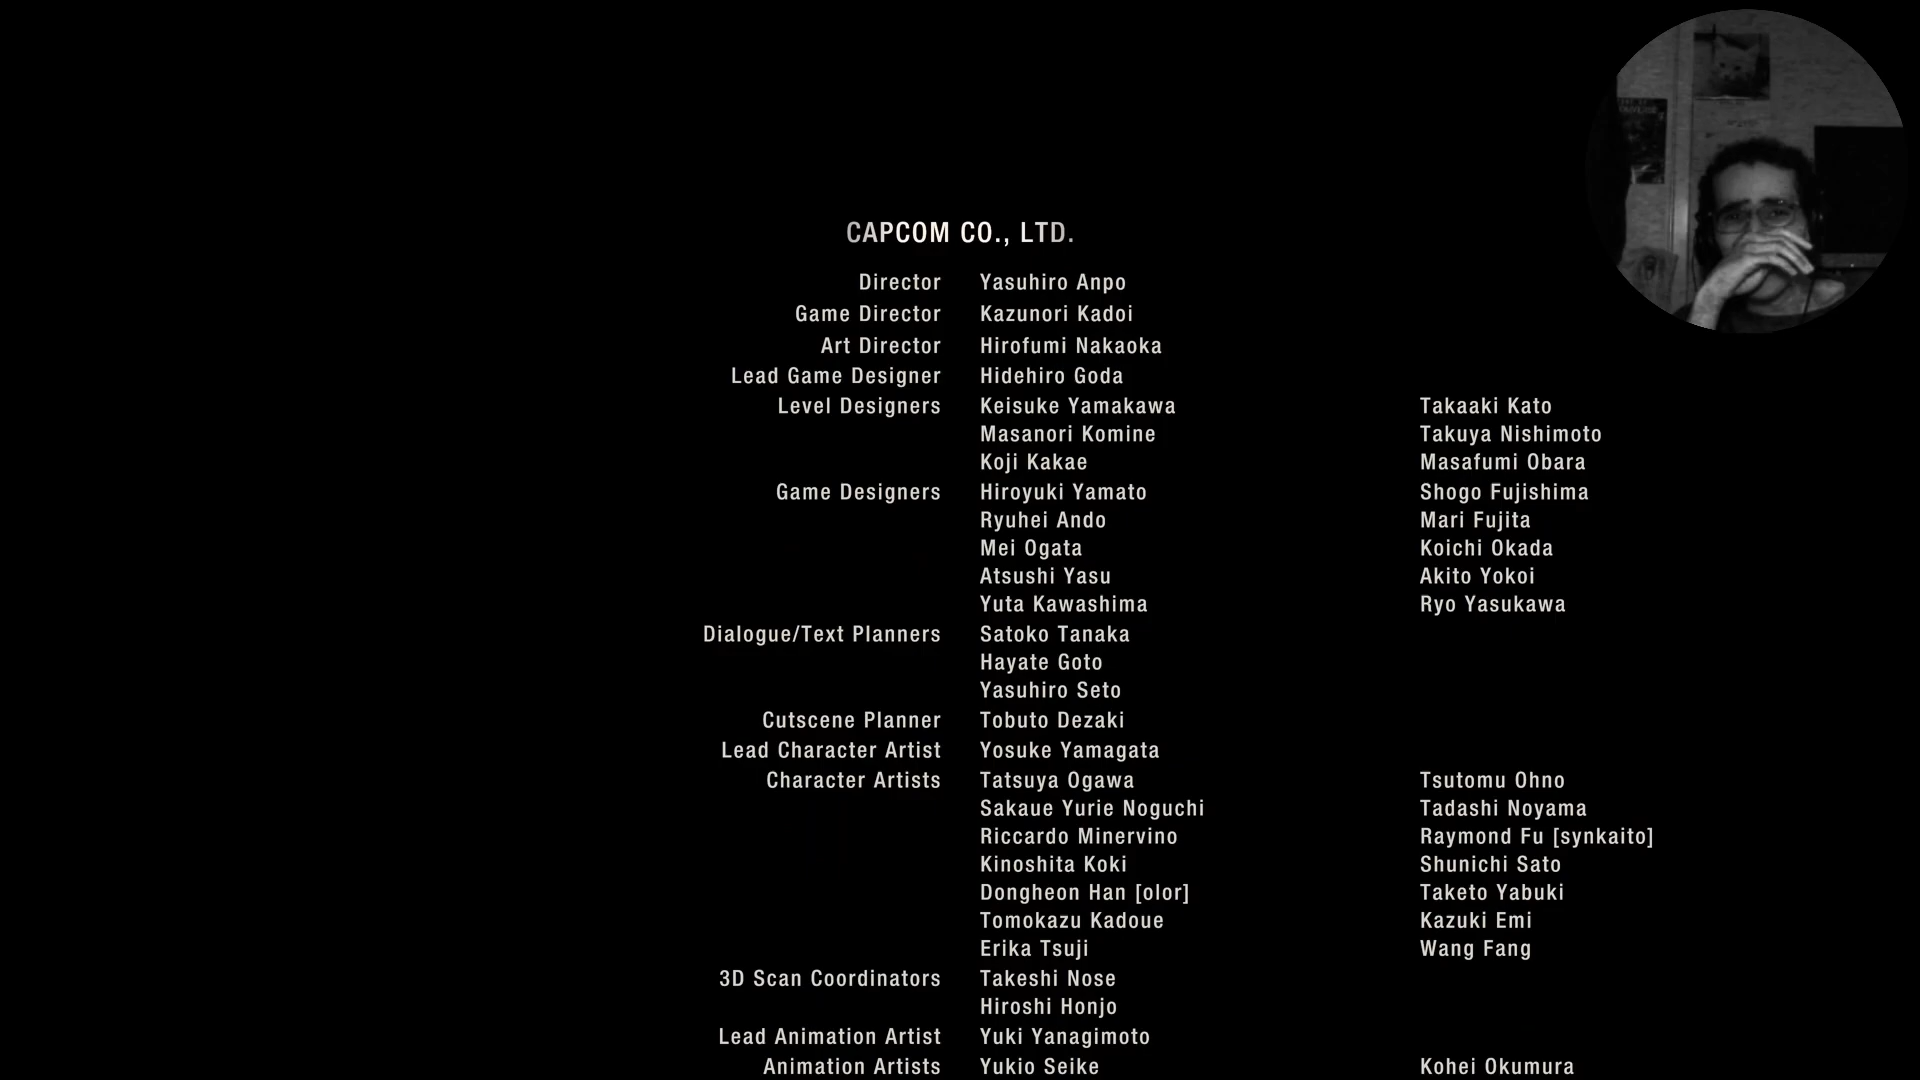 CAPCOM CO., LTD.
Director Yasuhiro Anpo
Game Director Kazunori Kadoi
Art Director Hirofumi Nakaoka
Lead Game Designer Hidehiro Goda
Level Designers Keisuke Yamakawa Takaaki Kato
Masanori Komine Takuya Nishimoto
Koji Kakae Masafumi Obara
Game Designers Hiroyuki Yamato Shogo Fujishima
Ryuhei Ando Mari Fujita
Mei Ogata Koichi Okada
Atsushi Yasu Akito Yokoi
Yuta Kawashima Ryo Yasukawa
Dialogue/Text Planners Satoko Tanaka
Hayate Goto
Yasuhiro Seto
Cutscene Planner Tobuto Dezaki
Lead Character Artist Yosuke Yamagata
Character Artists Tatsuya Ogawa Tsutomu Ohno
Sakaue Yurie Noguchi Tadashi Noyama
Riccardo Minervino Raymond Fu [synkaito]
Kinoshita Koki Shunichi Sato
Dongheon Han [olor] Taketo Yabuki
Tomokazu Kadoue Kazuki Emi
Erika Tsuji Wang Fang
3D Scan Coordinators Takeshi Nose
Hiroshi Honjo
Lead Animation Artist Yuki Yanagimoto
Animation Artists Yukio Seike Kohei Okumura